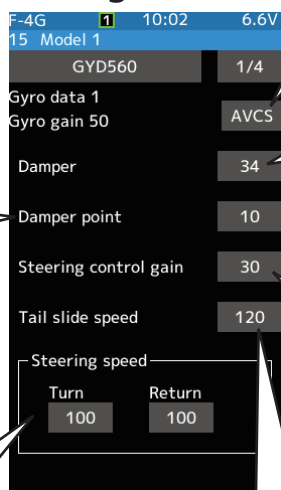 F-4G 1 10:02 6.6V
15 Model 1
GYD560 1/4
Gyro data 1
Gyro gain 50
AVCS
Damper 34
Damper point 10
Steering control gain 30
Tail slide speed 120
Steering speed
Turn Return
100 100